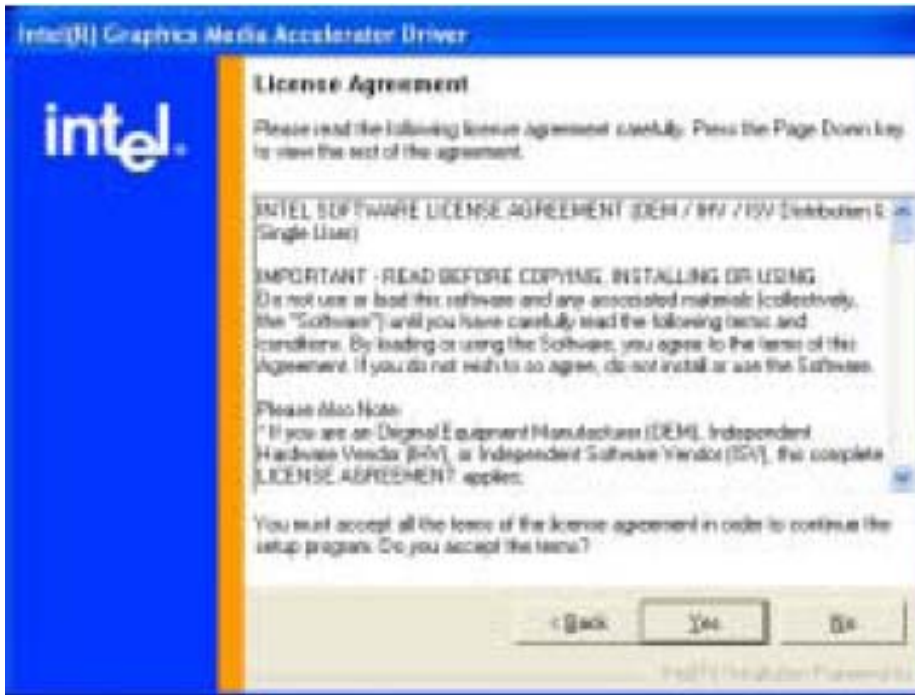 Intel(R) Graphics Media Accelerator Driver
intel.
License Agreement
Please read the following license agreement carefully. Press the Page Down key
to view the rest of the agreement.
INTEL SOFTWARE LICENSE AGREEMENT (OEM / IHV / ISV Distribution &
Single User)
IMPORTANT - READ BEFORE COPYING, INSTALLING OR USING.
Do not use or load this software and any associated materials (collectively,
the "Software") until you have carefully read the following terms and
conditions. By loading or using the Software, you agree to the terms of this
Agreement. If you do not wish to so agree, do not install or use the Software.
Please Also Note:
* If you are an Original Equipment Manufacturer (OEM), Independent
Hardware Vendor (IHV), or Independent Software Vendor (ISV), this complete
LICENSE AGREEMENT applies;
You must accept all the terms of the license agreement in order to continue the
setup program. Do you accept the terms?
< Back
Yes
No